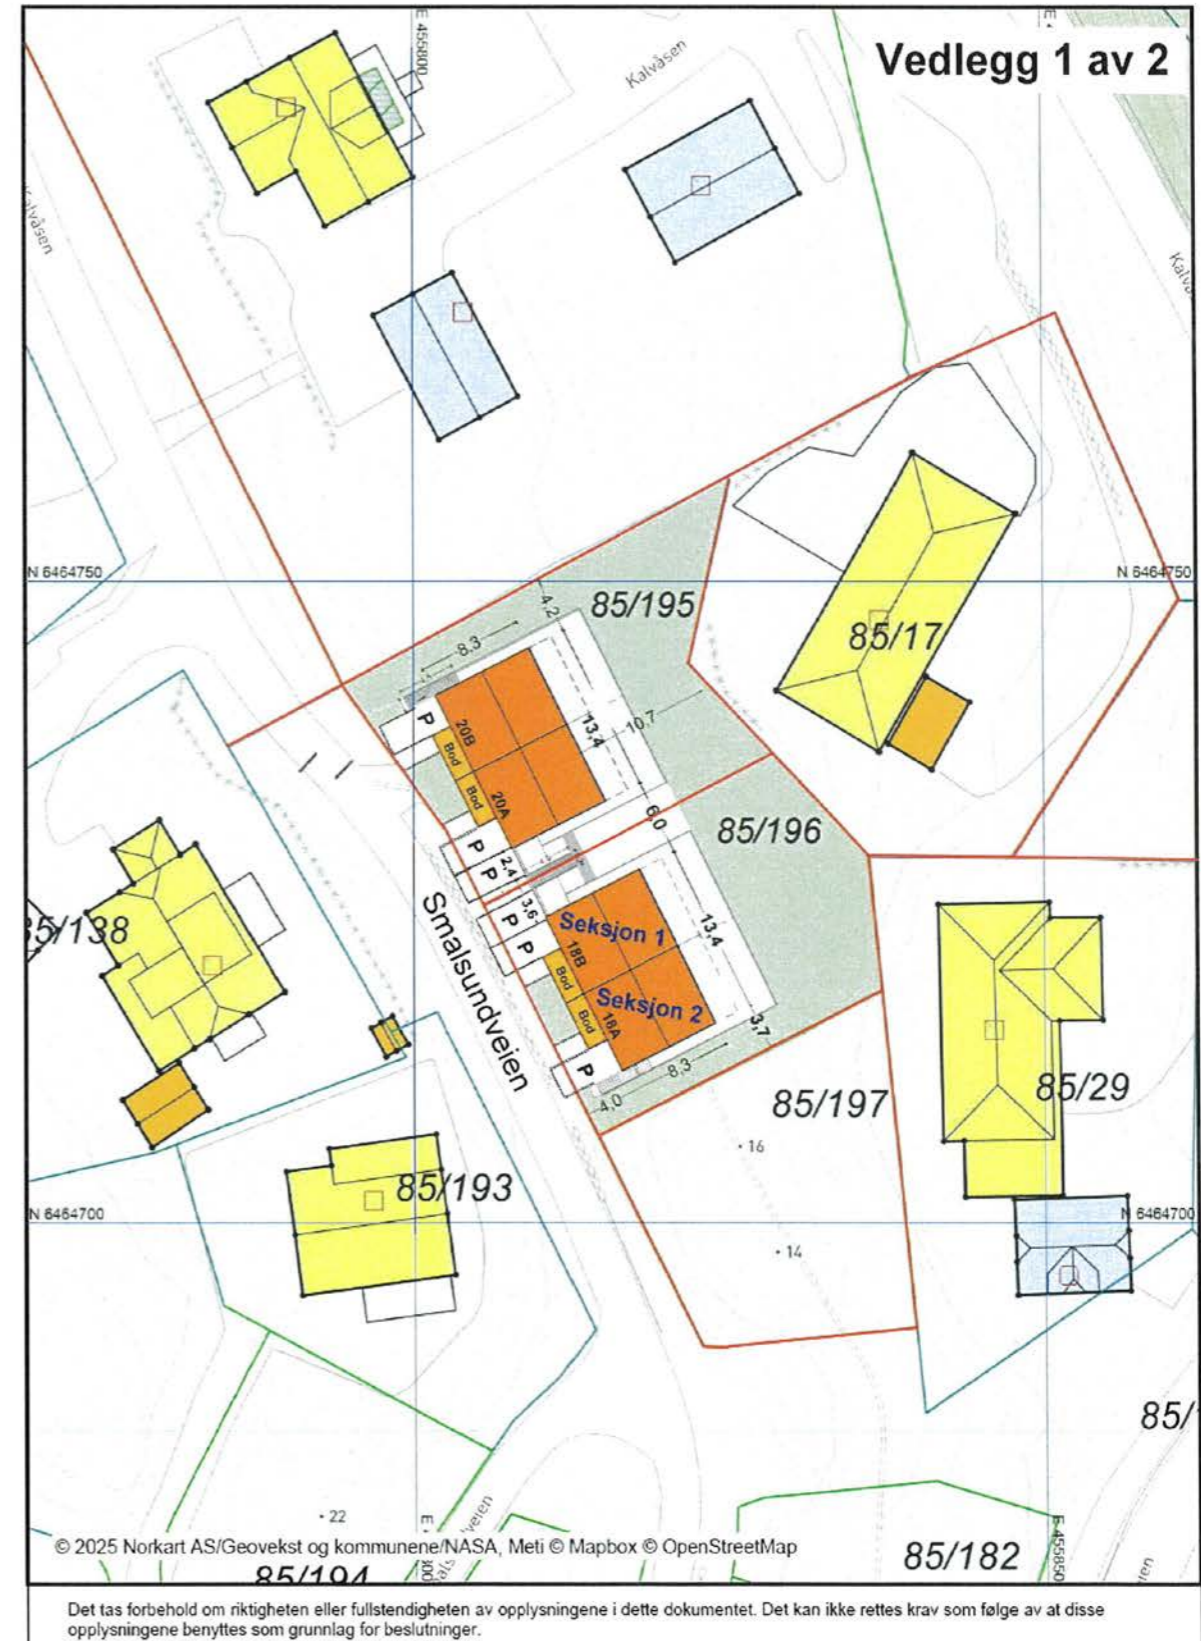 Vedlegg 1 av 2
E 455800
E
Kalvåsen
Kalvåsen
N 6464750
N 6464750
85/195
85/17
4,2
8,3
P
20B
Bod
13,4
10,7
Bod
20A
6,0
85/196
P
2,4
P
3,6
P
Seksjon 1
13,4
85/138
P
18B
Bod
Seksjon 2
Smalsundveien
Bod
18A
3,7
P
8,3
4,0
85/197
85/29
16
85/193
N 6464700
N 6464700
14
85/
22
© 2025 Norkart AS/Geovekst og kommunene/NASA, Meti © Mapbox © OpenStreetMap
85/194
85/182
E 455850
Det tas forbehold om riktigheten eller fullstendigheten av opplysningene i dette dokumentet. Det kan ikke rettes krav som følge av at disse
opplysningene benyttes som grunnlag for beslutninger.